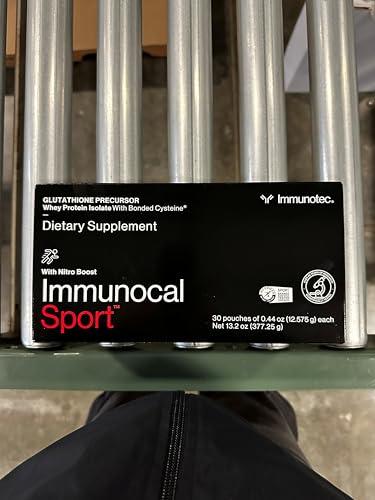 GLUTATHIONE PRECURSOR
Whey Protein Isolate With Bonded Cysteine®
Immunotec®
Dietary Supplement
With Nitro Boost
Immunocal
Sport™
30 pouches of 0.44 oz (12.575 g) each
Net 13.2 oz (377.25 g)